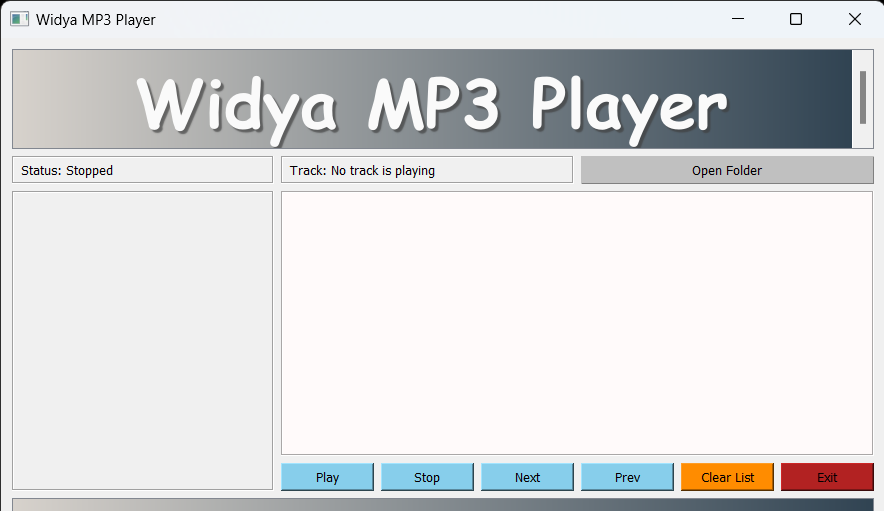 Widya MP3 Player
Widya MP3 Player
Status: Stopped
Track: No track is playing
Open Folder
Play
Stop
Next
Prev
Clear List
Exit